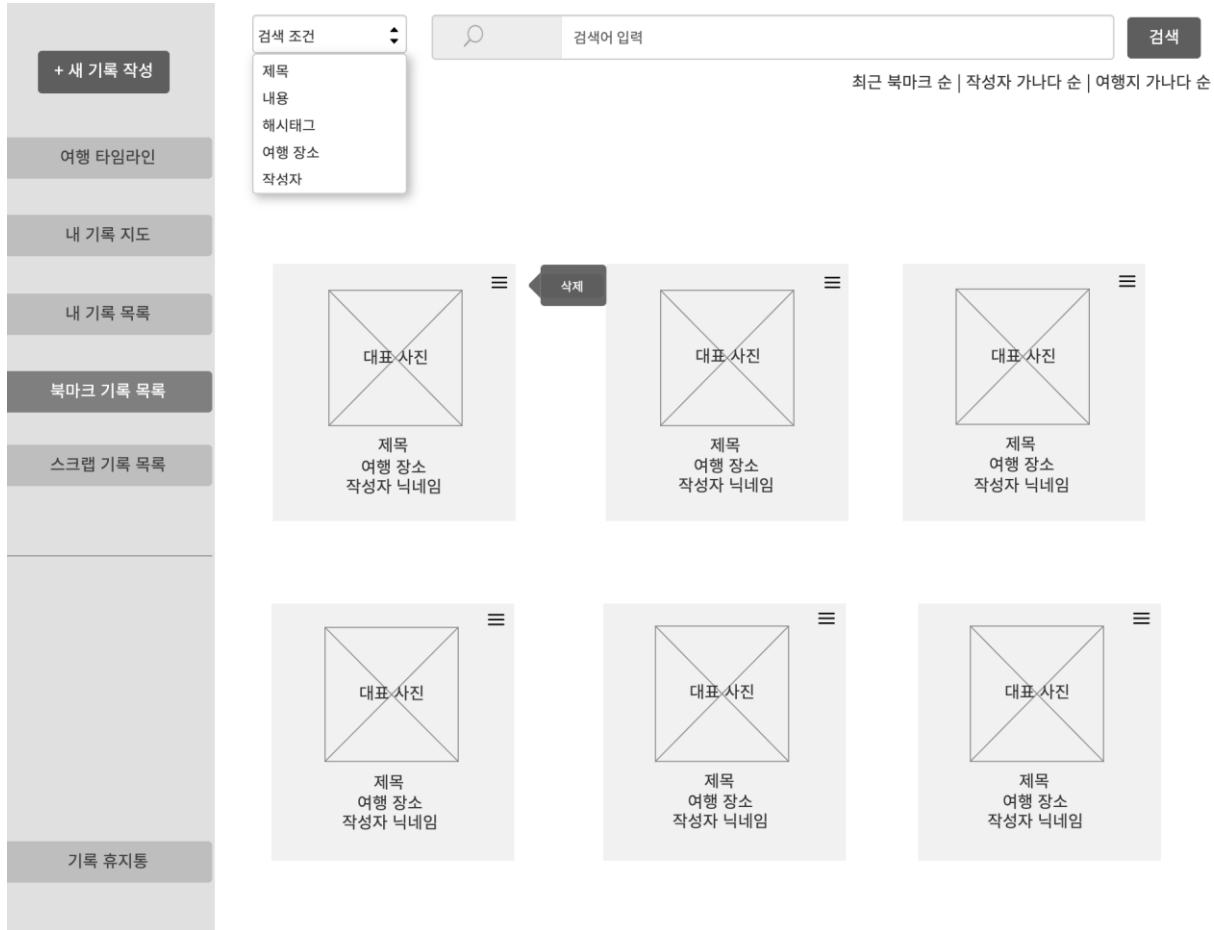 + 새 기록 작성
여행 타임라인
내 기록 지도
내 기록 목록
북마크 기록 목록
스크랩 기록 목록
기록 휴지통
검색 조건
제목
내용
해시태그
여행 장소
작성자
검색어 입력
검색
최근 북마크 순 | 작성자 가나다 순 | 여행지 가나다 순
대표 사진
제목
여행 장소
작성자 닉네임
삭제
대표 사진
제목
여행 장소
작성자 닉네임
대표 사진
제목
여행 장소
작성자 닉네임
대표 사진
제목
여행 장소
작성자 닉네임
대표 사진
제목
여행 장소
작성자 닉네임
대표 사진
제목
여행 장소
작성자 닉네임